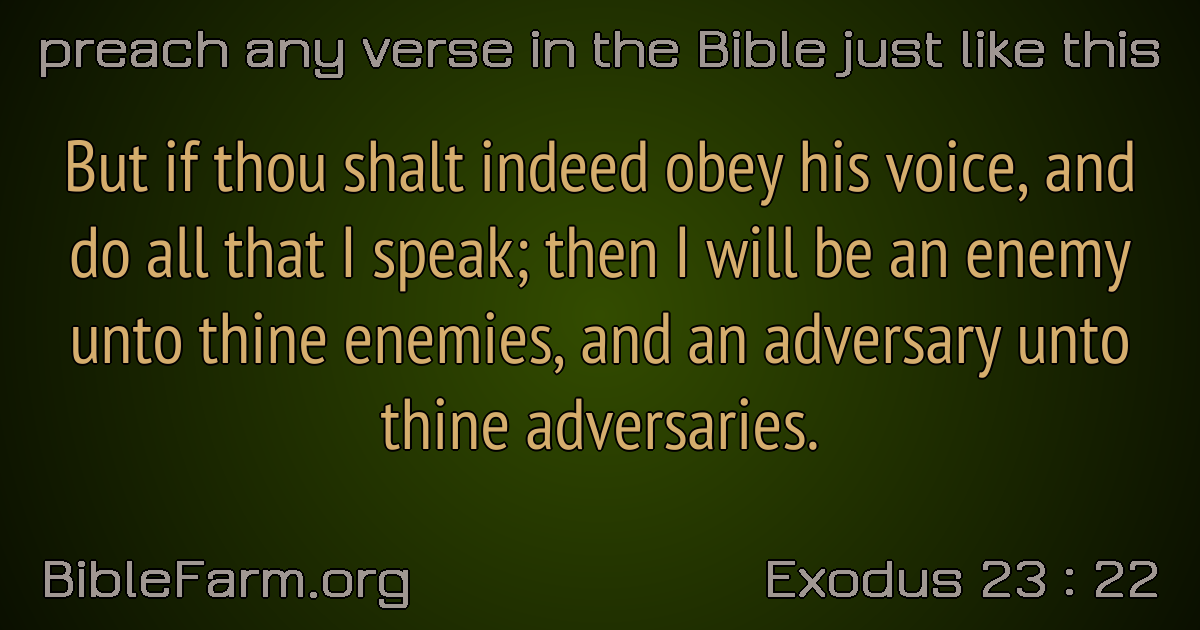 preach any verse in the Bible just like this
But if thou shalt indeed obey his voice, and
do all that I speak; then I will be an enemy
unto thine enemies, and an adversary unto
thine adversaries.
BibleFarm.org
Exodus 23 : 22